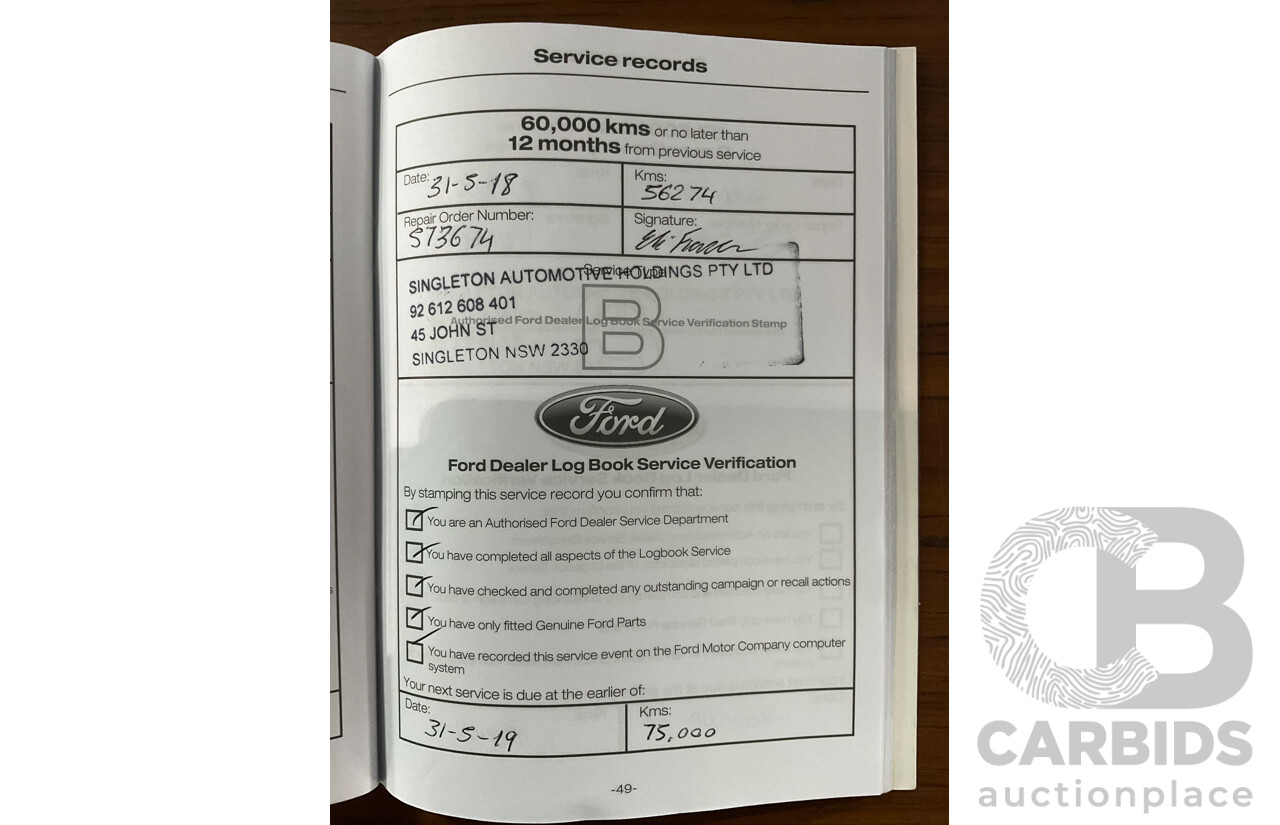 Service records
60,000 kms or no later than
12 months from previous service
Date: 31-5-18
Kms: 56274
Repair Order Number: 573674
Signature:
Service Type
SINGLETON AUTOMOTIVE HOLDINGS PTY LTD
92 612 608 401
B
Authorised Ford Dealer Log Book Service Verification Stamp
45 JOHN ST
SINGLETON NSW 2330
Ford
Ford Dealer Log Book Service Verification
By stamping this service record you confirm that:
You are an Authorised Ford Dealer Service Department
You have completed all aspects of the Logbook Service
You have checked and completed any outstanding campaign or recall actions
You have only fitted Genuine Ford Parts
You have recorded this service event on the Ford Motor Company computer
system
Your next service is due at the earlier of:
Date: 31-5-19
Kms: 75,000
-49-
CB
CARBIDS
auctionplace